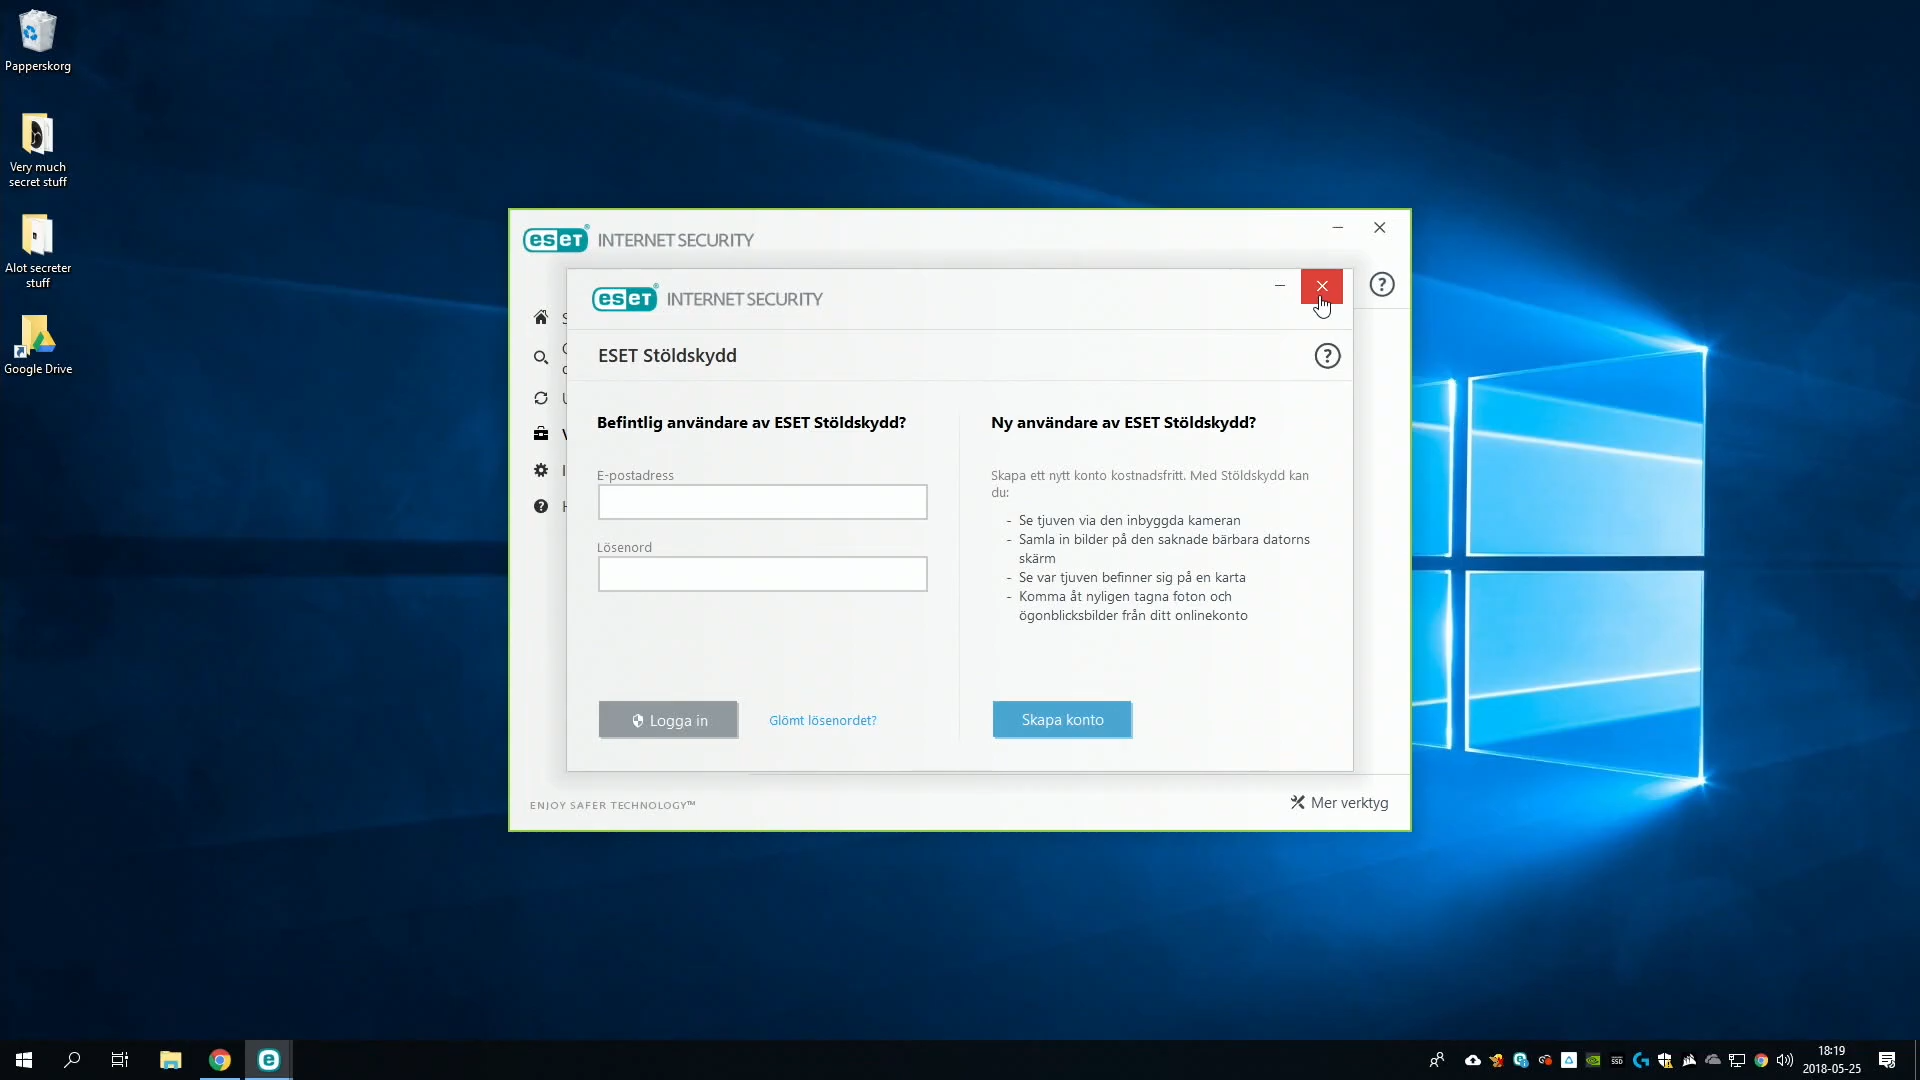 Papperskorg
Very much
secret stuff
Alot secreter
stuff
Google Drive
eseT® INTERNET SECURITY
eseT® INTERNET SECURITY
ESET Stöldskydd
Befintlig användare av ESET Stöldskydd?
E-postadress
Lösenord
Logga in
Glömt lösenordet?
Ny användare av ESET Stöldskydd?
Skapa ett nytt konto kostnadsfritt. Med Stöldskydd kan
du:
- Se tjuven via den inbyggda kameran
- Samla in bilder på den saknade bärbara datorns
skärm
- Se var tjuven befinner sig på en karta
- Komma åt nyligen tagna foton och
ögonblicksbilder från ditt onlinekonto
Skapa konto
ENJOY SAFER TECHNOLOGY™
Mer verktyg
SSD
18:19
2018-05-25